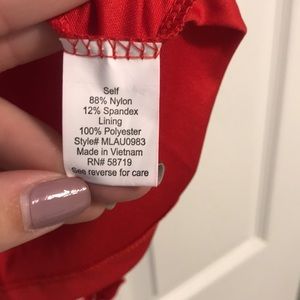 Self
88% Nylon
12% Spandex
Lining
100% Polyester
Style# MLAU0983
Made in Vietnam
RN# 58719
See reverse for care